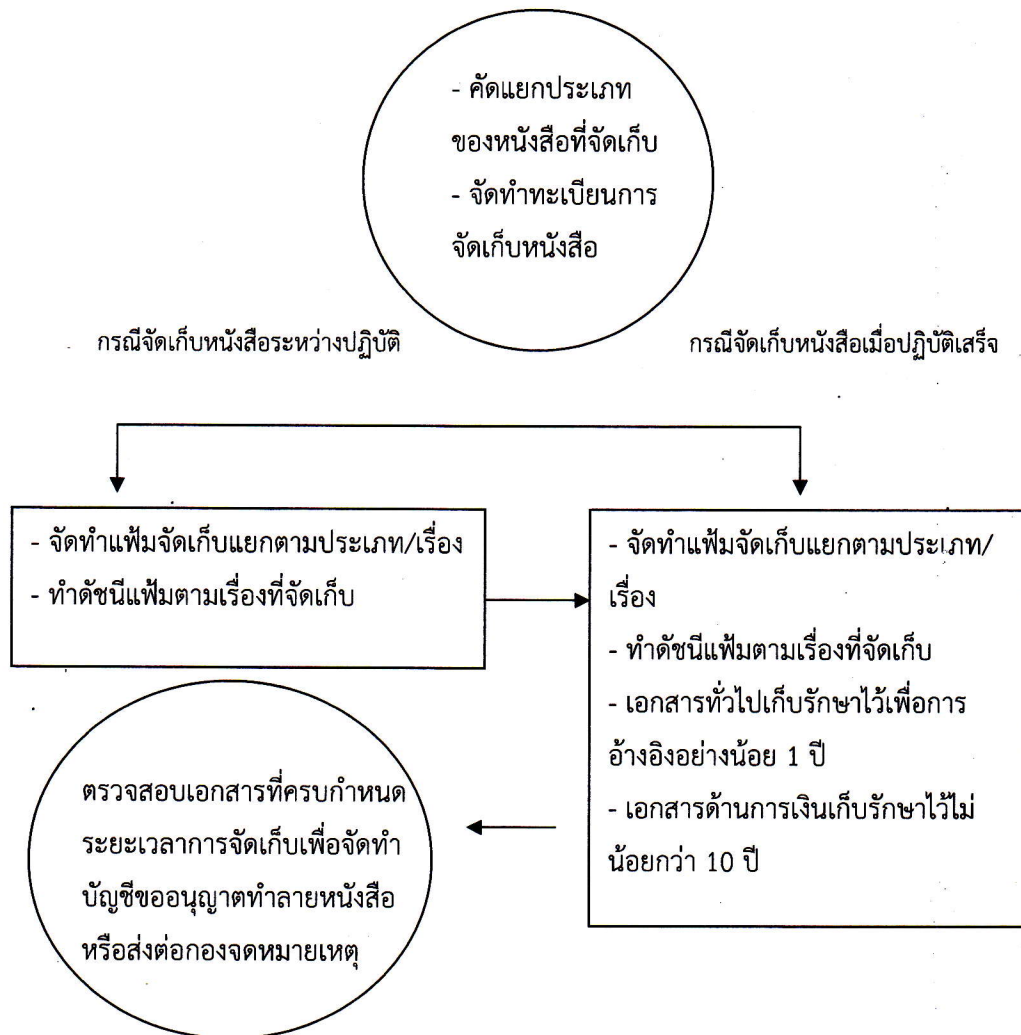 - คัดแยกประเภท
ของหนังสือที่จัดเก็บ
- จัดทำทะเบียนการ
จัดเก็บหนังสือ
กรณีจัดเก็บหนังสือระหว่างปฏิบัติ
กรณีจัดเก็บหนังสือเมื่อปฏิบัติเสร็จ
- จัดทำแฟ้มจัดเก็บแยกตามประเภท/เรื่อง
- ทำดัชนีแฟ้มตามเรื่องที่จัดเก็บ
- จัดทำแฟ้มจัดเก็บแยกตามประเภท/
เรื่อง
- ทำดัชนีแฟ้มตามเรื่องที่จัดเก็บ
- เอกสารทั่วไปเก็บรักษาไว้เพื่อการ
อ้างอิงอย่างน้อย 1 ปี
- เอกสารด้านการเงินเก็บรักษาไว้ไม่
น้อยกว่า 10 ปี
ตรวจสอบเอกสารที่ครบกำหนด
ระยะเวลาการจัดเก็บเพื่อจัดทำ
บัญชีขออนุญาตทำลายหนังสือ
หรือส่งต่อกองจดหมายเหตุ